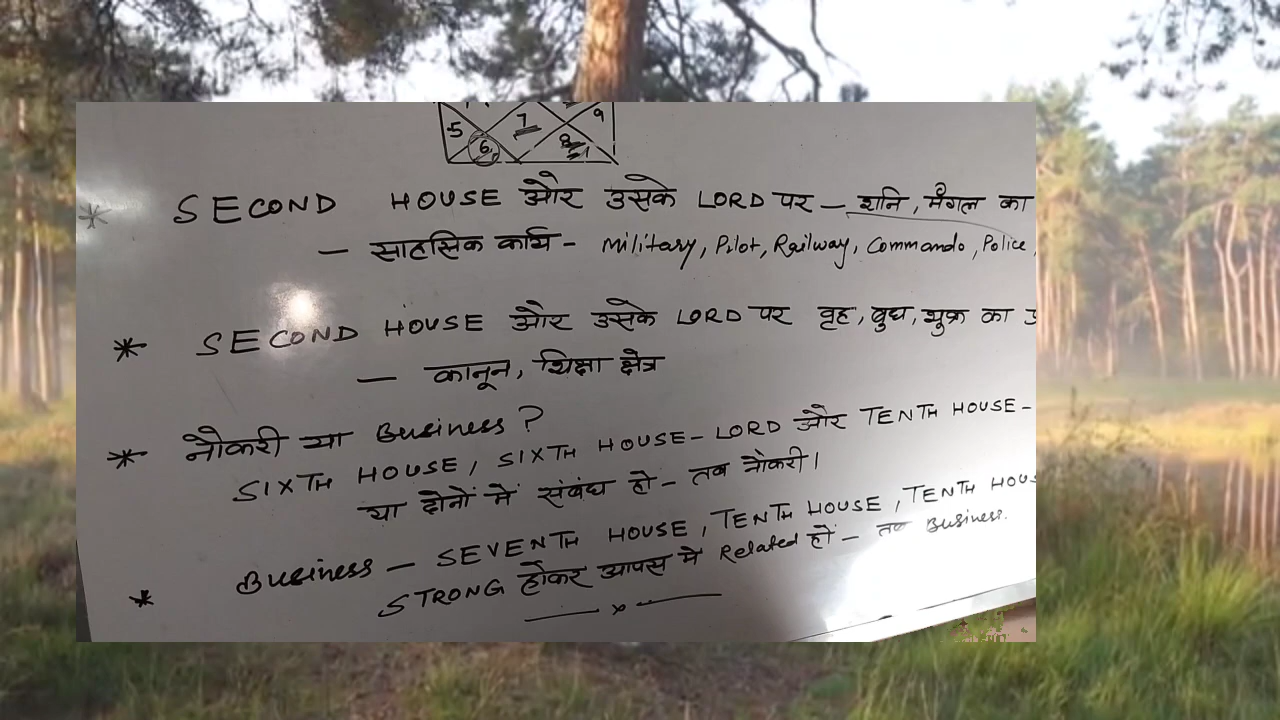 5 7 9
6 8
* SECOND HOUSE और उसके LORD पर – शनि, मंगल का
– साहसिक कार्य - Military, Pilot, Railway, Commando, Police,
* SECOND HOUSE और उसके LORD पर वृह, बुध, शुक्र का
– कानून, शिक्षा क्षेत्र
* नौकरी या Business?
SIXTH HOUSE, SIXTH HOUSE-LORD और TENTH HOUSE-
या दोनों में संबंध हो - तब नौकरी।
* Business – SEVENTH HOUSE, TENTH HOUSE, TENTH
STRONG होकर आपस में Related हों – तब Business.
— x —